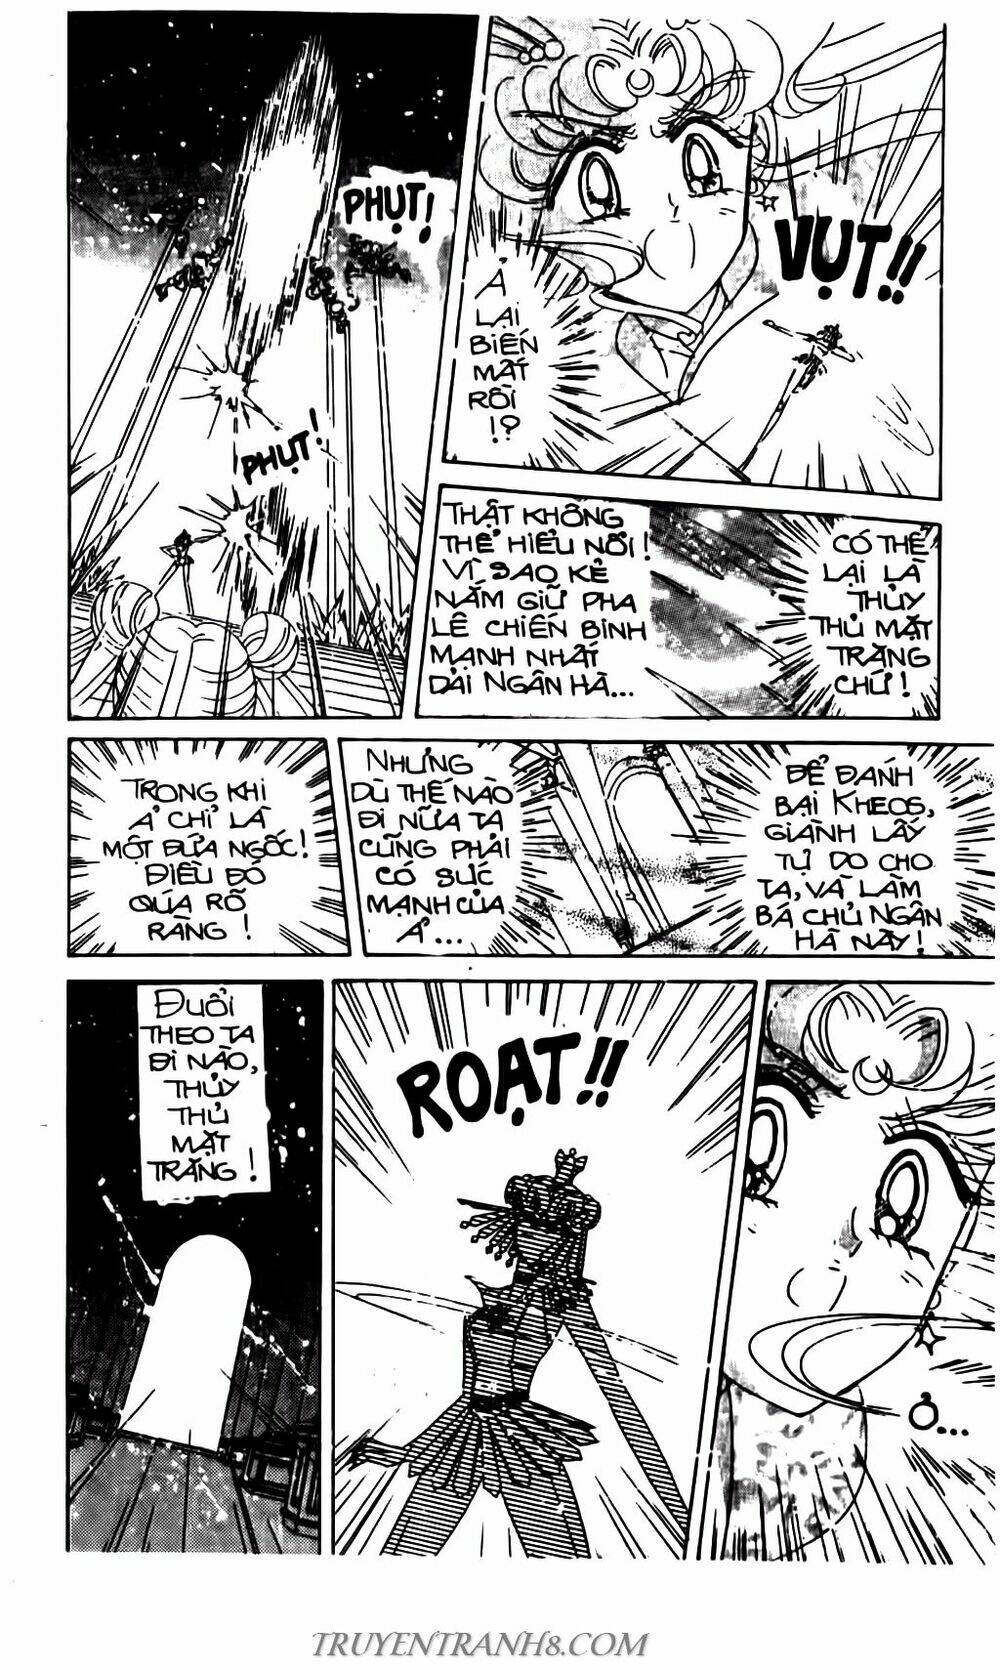 PHỤT!
PHỤT!
VỤT!!
Ả
LẠI
BIẾN
MẤT
RỒI
!?
THẬT KHÔNG
THỂ HIỂU NỔI!
VÌ SAO KẺ
NẮM GIỮ PHA
LÊ CHIẾN BINH
MẠNH NHẤT
DẢI NGÂN HÀ...
CÓ THỂ
LẠI LÀ
THỦY
THỦ MẶT
TRĂNG
CHỨ!
TRONG KHI
Ả CHỈ LÀ
MỘT ĐỨA NGỐC!
ĐIỀU ĐÓ
QÚA RÕ
RÀNG!
NHƯNG
DÙ THẾ NÀO
ĐI NỮA TA
CŨNG PHẢI
CÓ SỨC
MẠNH CỦA
Ả...
ĐỂ ĐÁNH
BẠI KHEOS,
GIÀNH LẤY
TỰ DO CHO
TA, VÀ LÀM
BÁ CHỦ NGÂN
HÀ NÀY!
ĐUỔI
THEO TA
ĐI NÀO,
THỦY
THỦ
MẶT
TRĂNG!
ROẠT!!
Ở...
TRUYENTRANH8.COM